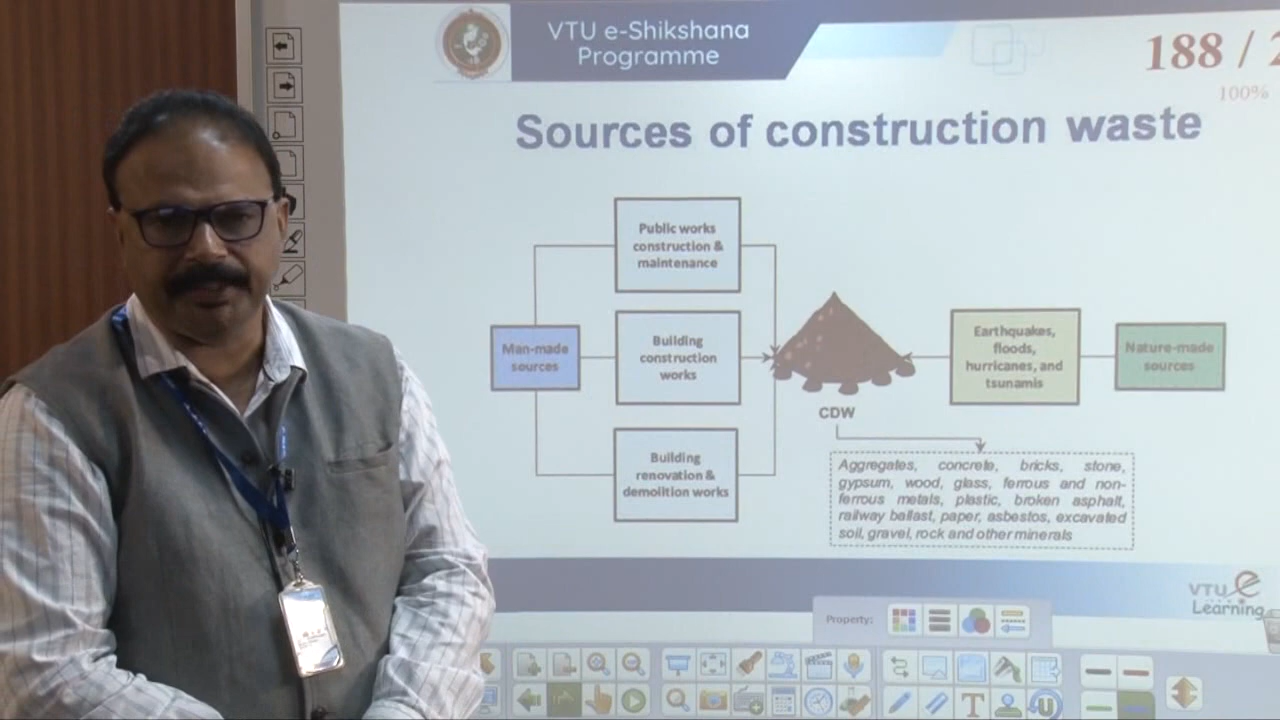 VTU e-Shikshana
Programme
188 / 2
100%
Sources of construction waste
Public works
construction &
maintenance
Man-made
sources
Building
construction
works
Building
renovation &
demolition works
CDW
Earthquakes,
floods,
hurricanes, and
tsunamis
Nature-made
sources
Aggregates, concrete, bricks, stone,
gypsum, wood, glass, ferrous and non-
ferrous metals, plastic, broken asphalt,
railway ballast, paper, asbestos, excavated
soil, gravel, rock and other minerals
VTU e
Learning
Property: